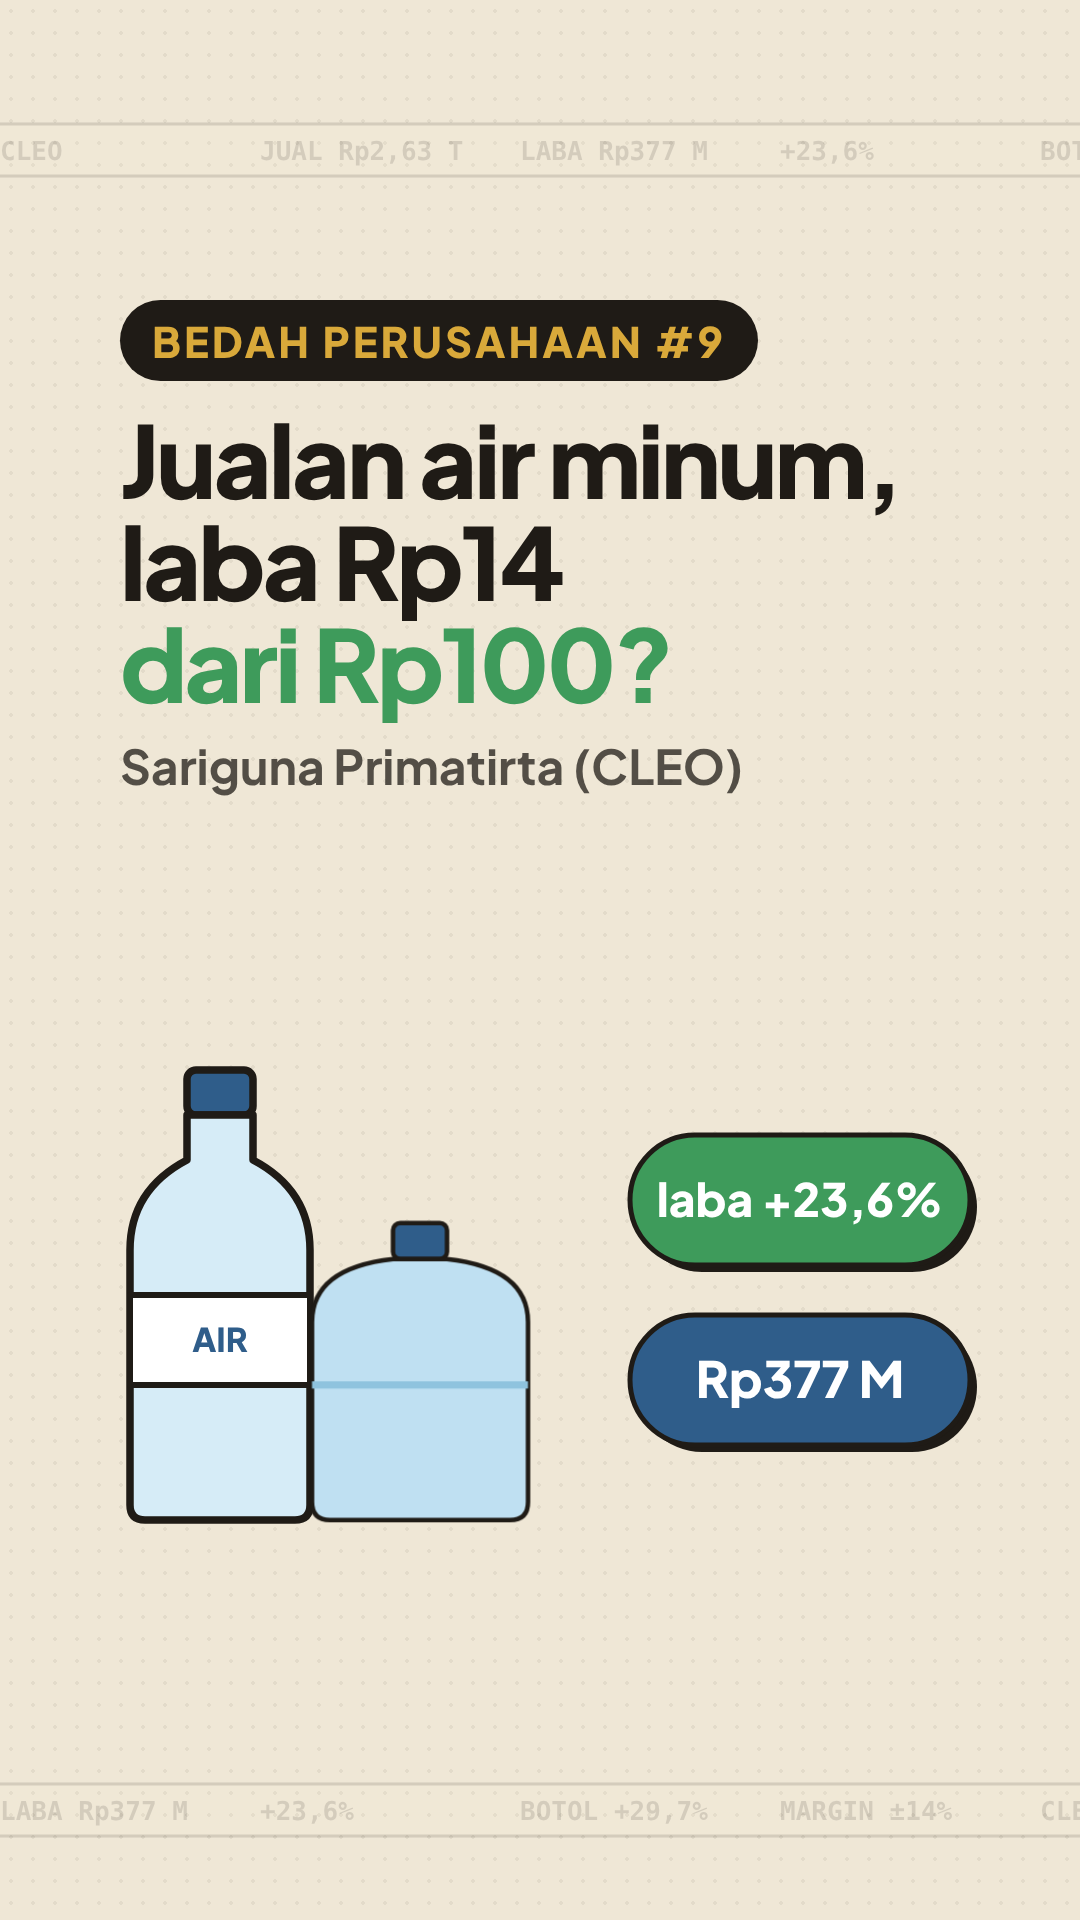 CLEO JUAL Rp2,63 T LABA Rp377 M +23,6%
BEDAH PERUSAHAAN #9
Jualan air minum,
laba Rp14
dari Rp100?
Sariguna Primatirta (CLEO)
laba +23,6%
AIR
Rp377 M
LABA Rp377 M +23,6% BOTOL +29,7% MARGIN ±14%